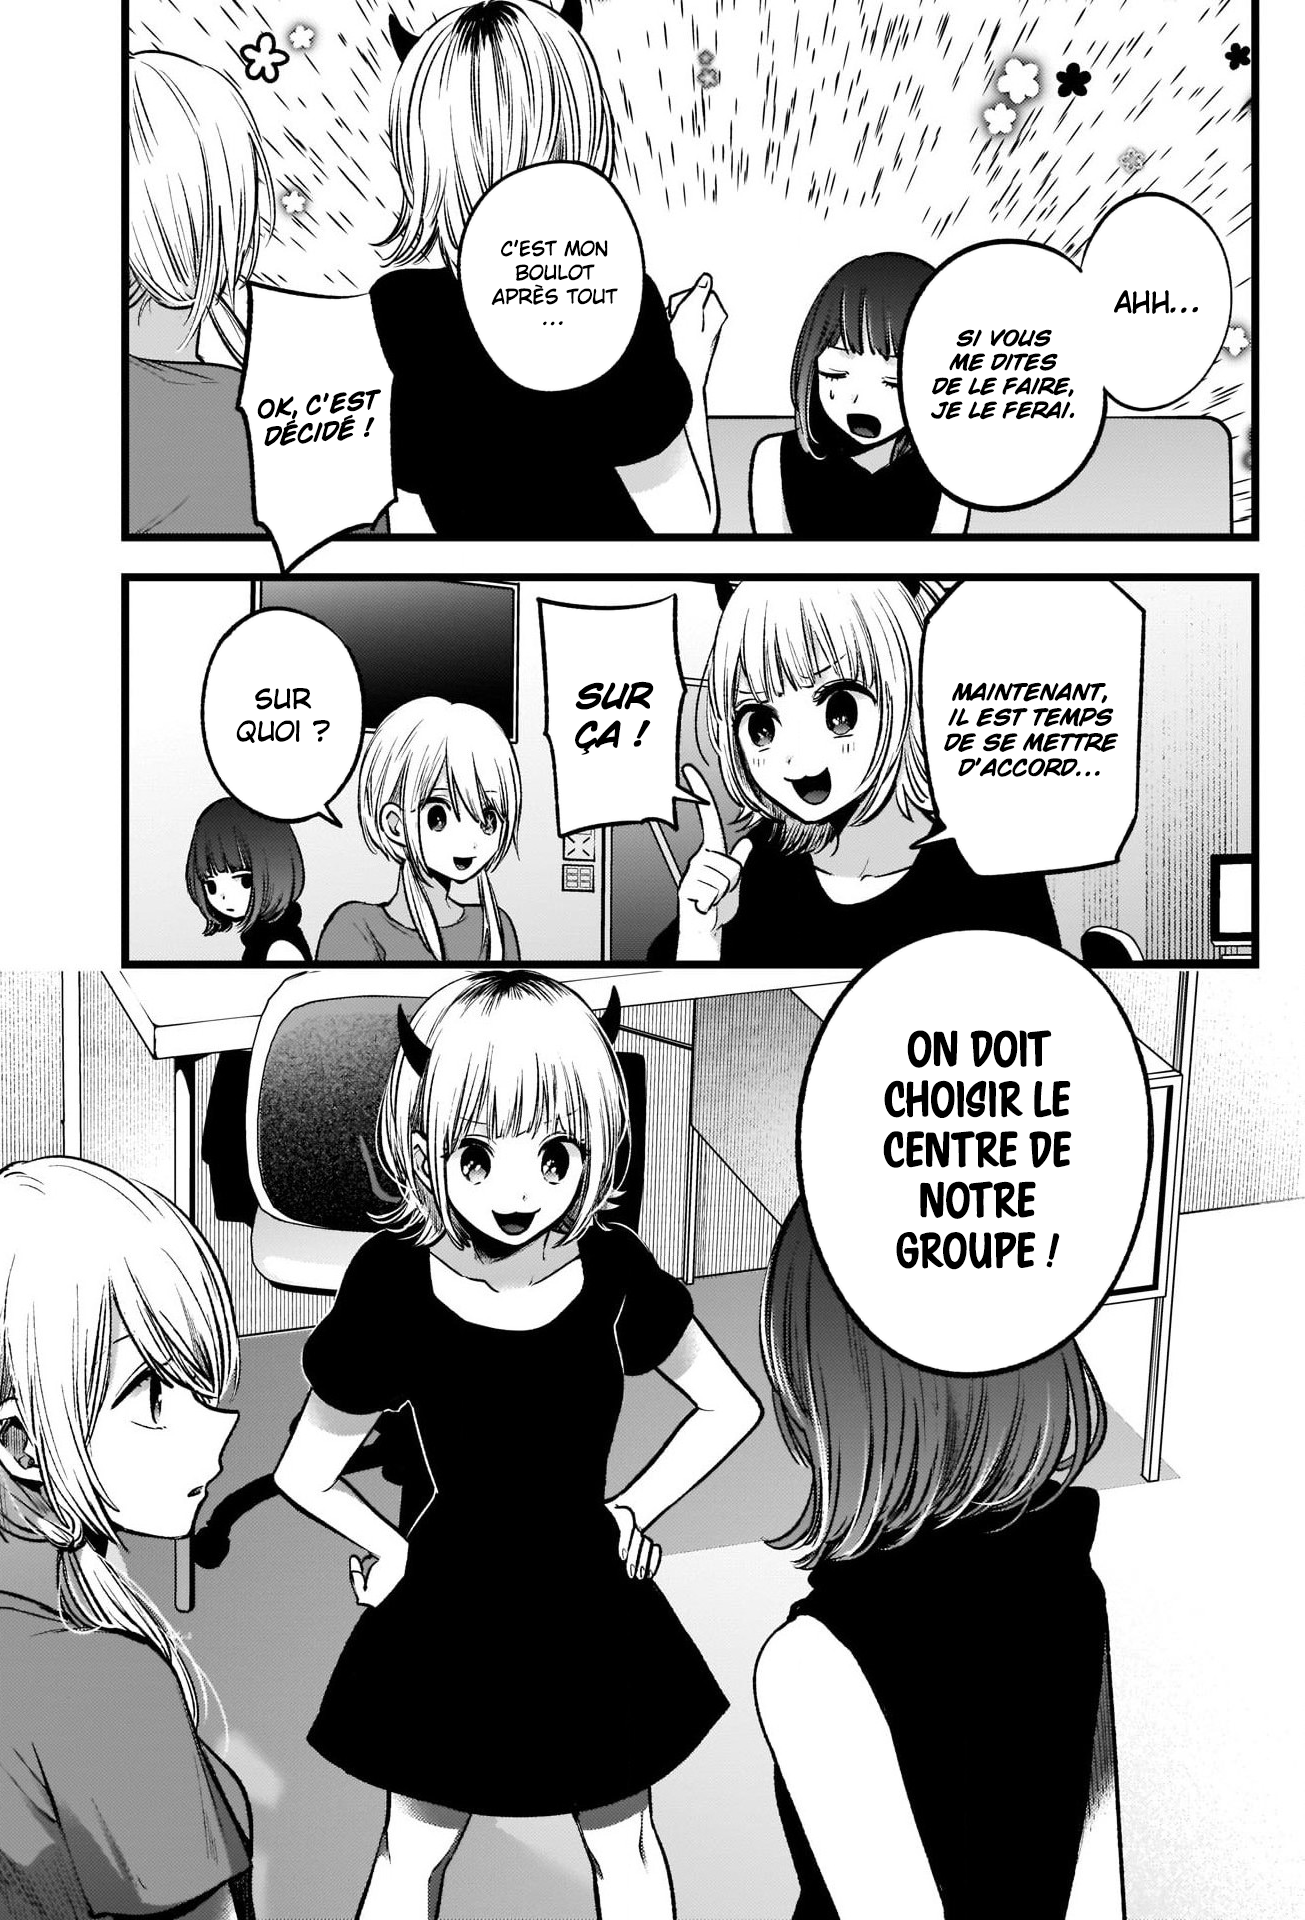 AHH...
SI VOUS
ME DITES
DE LE FAIRE,
JE LE FERAI.
C'EST MON
BOULOT
APRÈS TOUT
...
OK, C'EST
DÉCIDÉ !
MAINTENANT,
IL EST TEMPS
DE SE METTRE
D'ACCORD...
SUR
ÇA !
SUR
QUOI ?
ON DOIT
CHOISIR LE
CENTRE DE
NOTRE
GROUPE !